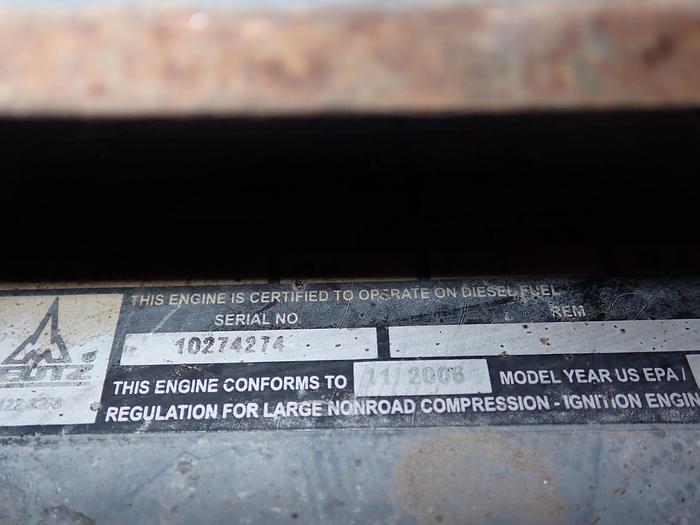 THIS ENGINE IS CERTIFIED TO OPERATE ON DIESEL FUEL
SERIAL NO
REM
10274274
THIS ENGINE CONFORMS TO 11/2006 MODEL YEAR US EPA /
REGULATION FOR LARGE NONROAD COMPRESSION - IGNITION ENGIN